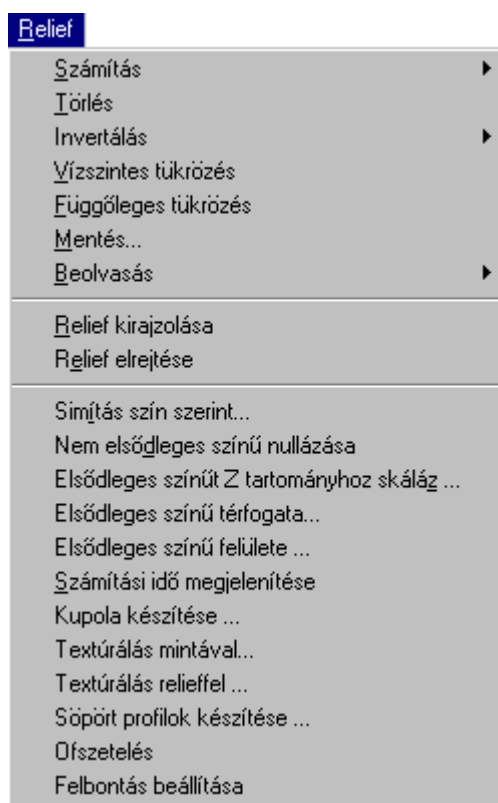 Relief
Számítás
Törlés
Invertálás
Vízszintes tükrözés
Függőleges tükrözés
Mentés...
Beolvasás
Relief kirajzolása
Relief elrejtése
Simítás szín szerint...
Nem elsődleges színű nullázása
Elsődleges színűt Z tartományhoz skáláz ...
Elsődleges színű térfogata...
Elsődleges színű felülete ...
Számítási idő megjelenítése
Kupola készítése ...
Textúrálás mintával...
Textúrálás relieffel ...
Söpört profilok készítése ...
Ofszetelés
Felbontás beállítása